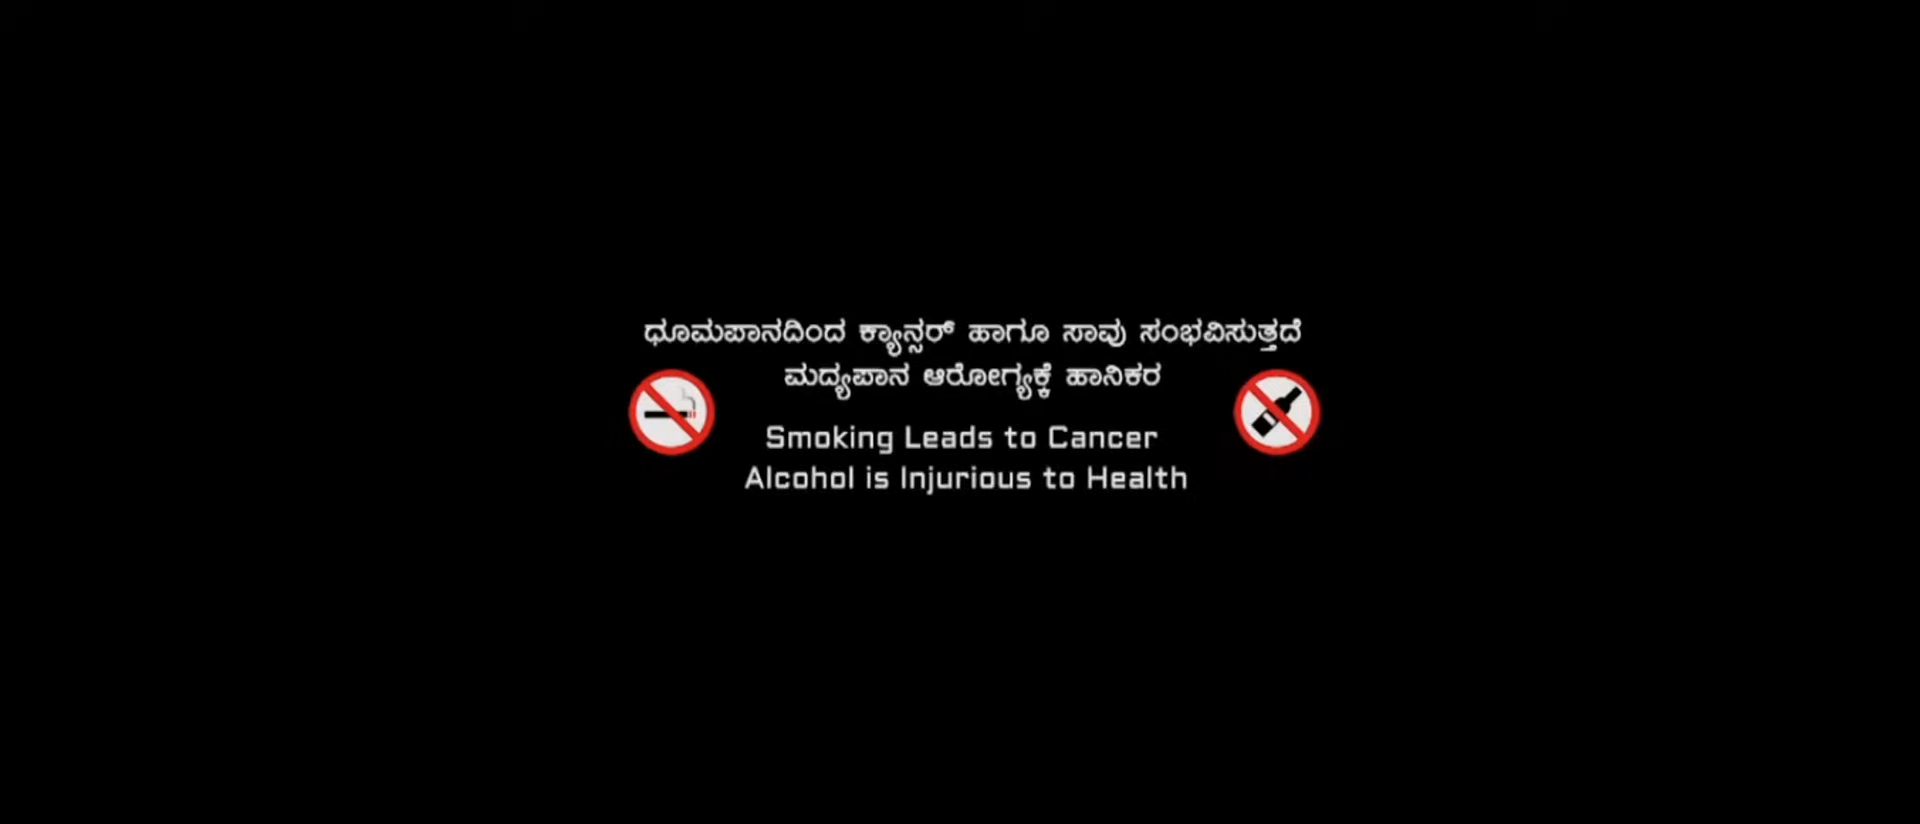 ಧೂಮಪಾನದಿಂದ ಕ್ಯಾನ್ಸರ್ ಹಾಗೂ ಸಾವು ಸಂಭವಿಸುತ್ತದೆ
ಮದ್ಯಪಾನ ಆರೋಗ್ಯಕ್ಕೆ ಹಾನಿಕರ
Smoking Leads to Cancer
Alcohol is Injurious to Health